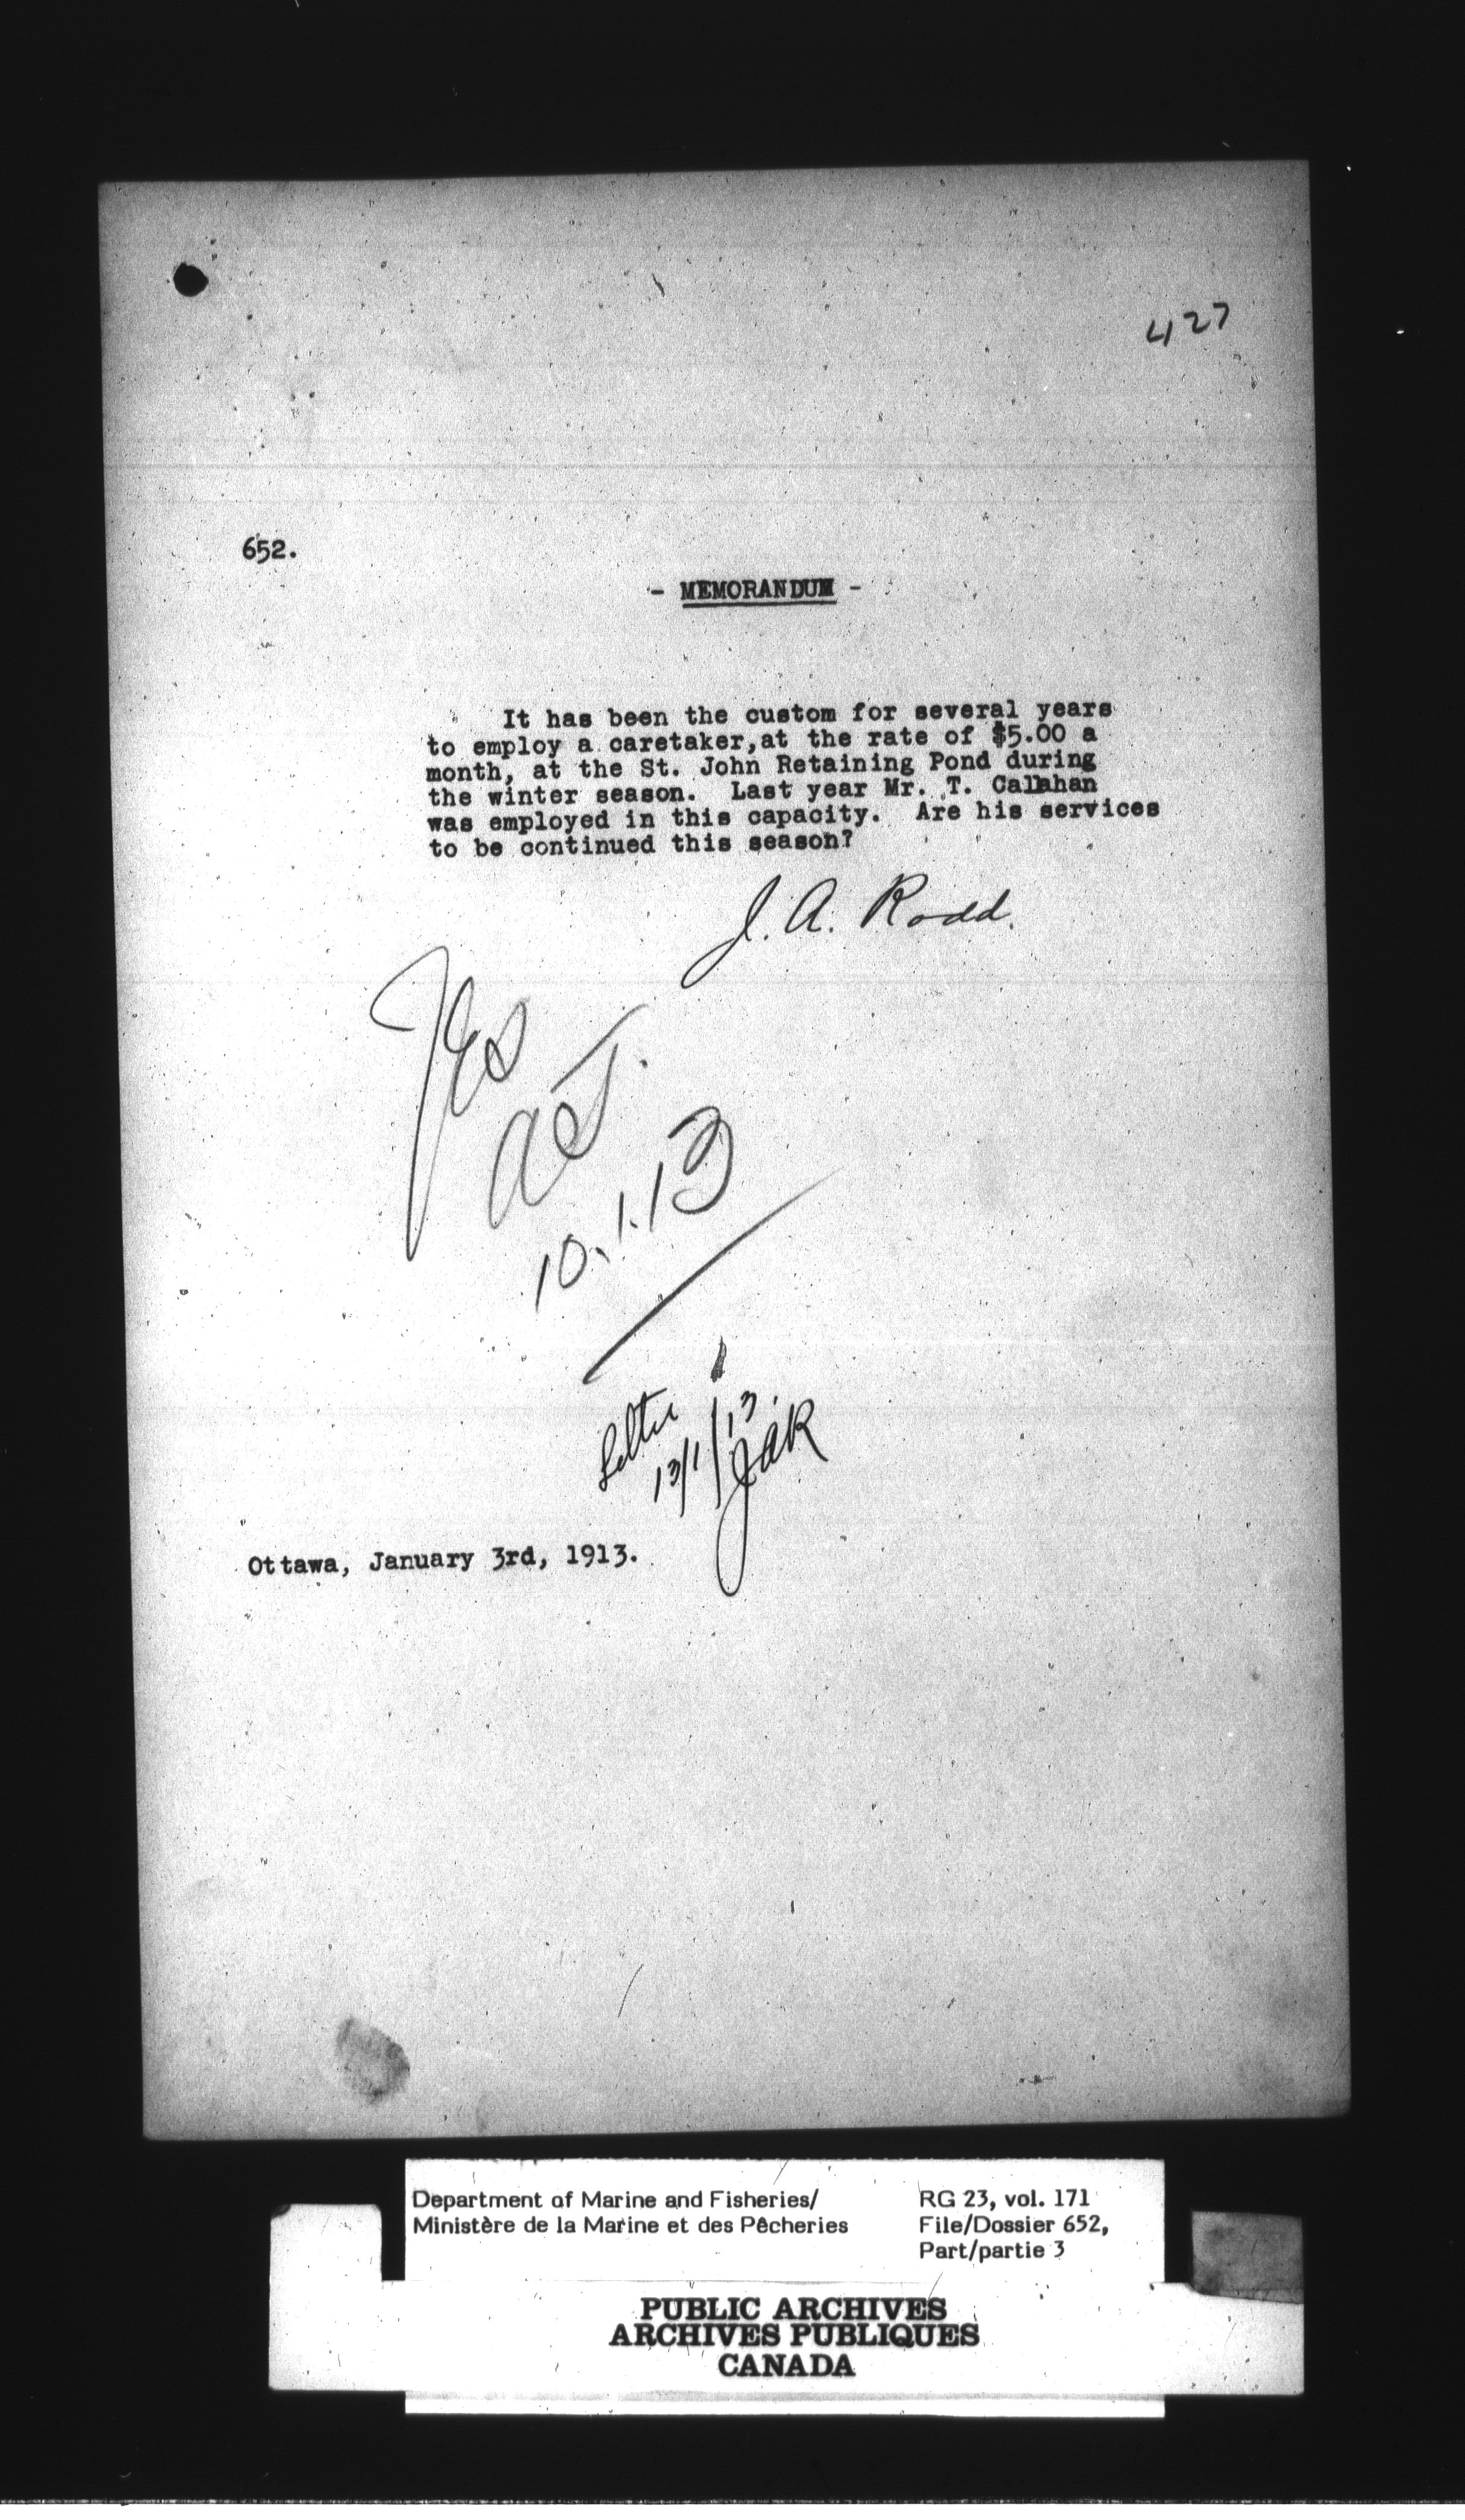 427
652.
- MEMORANDUM -
It has been the custom for several years
to employ a caretaker, at the rate of $5.00 a
month, at the St. John Retaining Pond during
the winter season. Last year Mr. T. Callahan
was employed in this capacity. Are his services
to be continued this season?
J. A. Rodd.
Yes
10.1.13
Letter
13/1/13.
JAR
Ottawa, January 3rd, 1913.
Department of Marine and Fisheries/
Ministère de la Marine et des Pêcheries
RG 23, vol. 171
File/Dossier 652,
Part/partie 3
PUBLIC ARCHIVES
ARCHIVES PUBLIQUES
CANADA